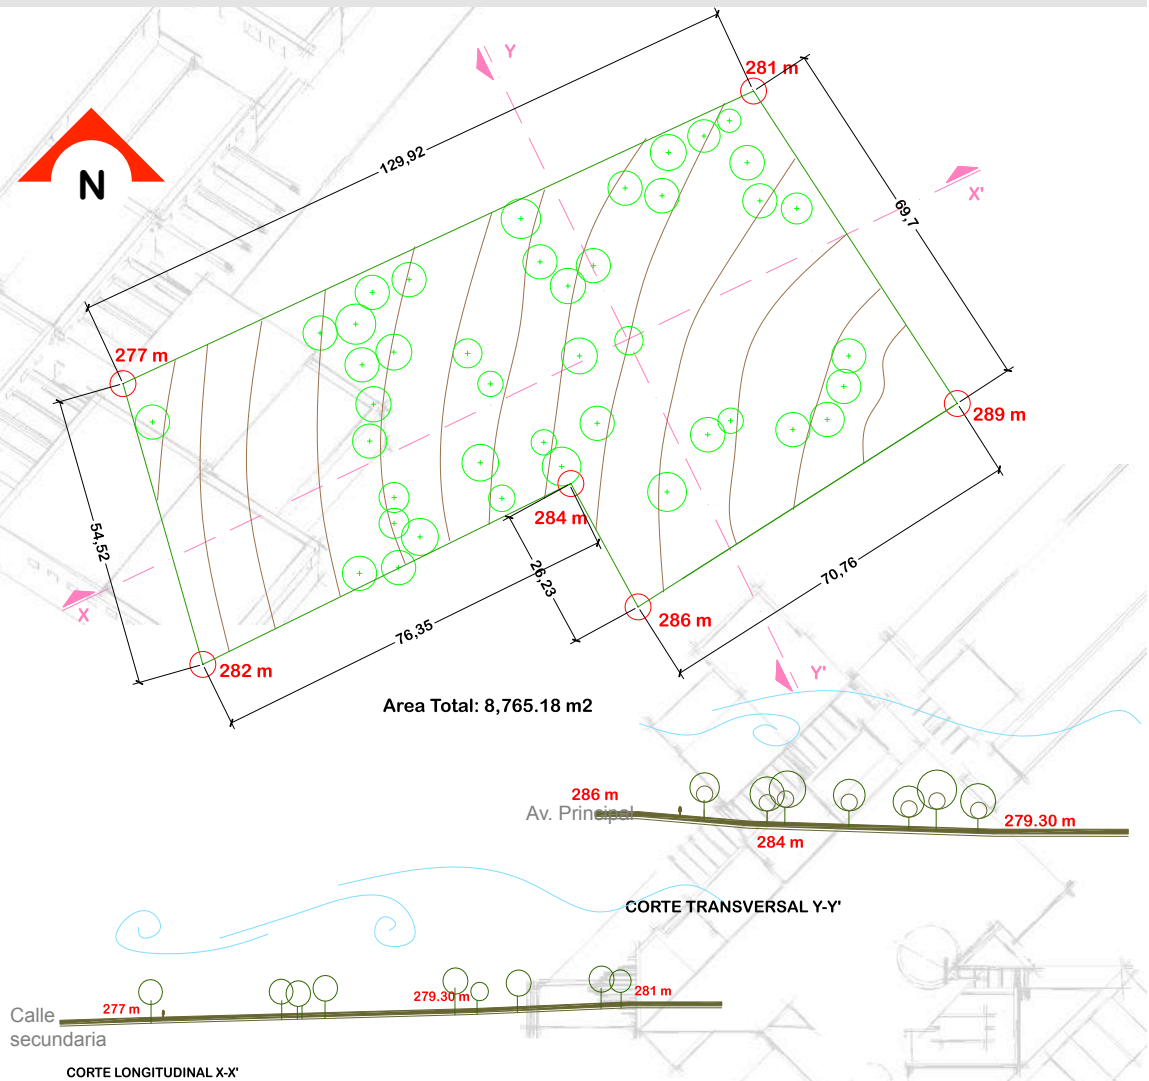 Y
281 m
129,92
N
X'
69,7
277 m
289 m
284 m
54,52
26,23
70,76
X
76,35
286 m
282 m
Y'
Area Total: 8,765.18 m2
286 m
Av. Principal
279.30 m
284 m
CORTE TRANSVERSAL Y-Y'
277 m
279.30 m
281 m
Calle
secundaria
CORTE LONGITUDINAL X-X'